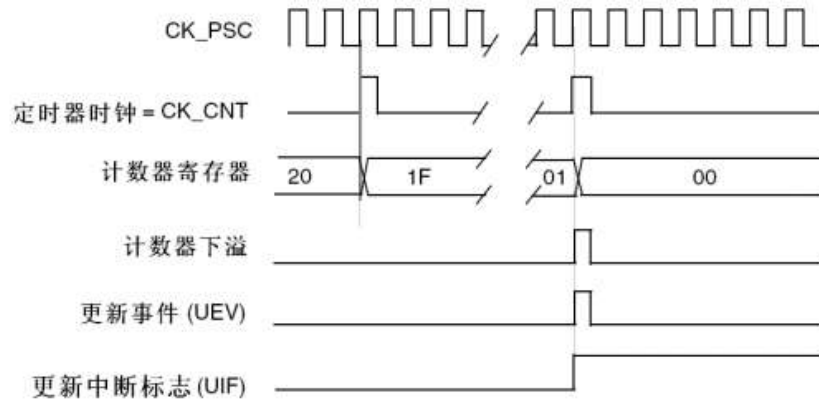 CK_PSC
定时器时钟 = CK_CNT
计数器寄存器 20 1F 01 00
计数器下溢
更新事件 (UEV)
更新中断标志 (UIF)